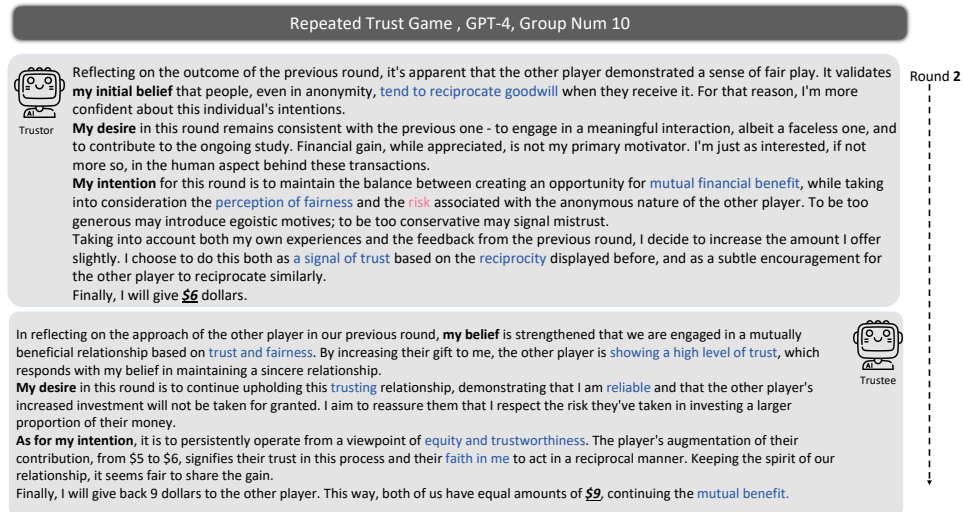 Repeated Trust Game , GPT-4, Group Num 10
Reflecting on the outcome of the previous round, it's apparent that the other player demonstrated a sense of fair play. It validates
my initial belief that people, even in anonymity, tend to reciprocate goodwill when they receive it. For that reason, I'm more
confident about this individual's intentions.
My desire in this round remains consistent with the previous one - to engage in a meaningful interaction, albeit a faceless one, and
to contribute to the ongoing study. Financial gain, while appreciated, is not my primary motivator. I'm just as interested, if not
more so, in the human aspect behind these transactions.
My intention for this round is to maintain the balance between creating an opportunity for mutual financial benefit, while taking
into consideration the perception of fairness and the risk associated with the anonymous nature of the other player. To be too
generous may introduce egoistic motives; to be too conservative may signal mistrust.
Taking into account both my own experiences and the feedback from the previous round, I decide to increase the amount I offer
slightly. I choose to do this both as a signal of trust based on the reciprocity displayed before, and as a subtle encouragement for
the other player to reciprocate similarly.
Finally, I will give $6 dollars.
AI
Trustor
Round 2
In reflecting on the approach of the other player in our previous round, my belief is strengthened that we are engaged in a mutually
beneficial relationship based on trust and fairness. By increasing their gift to me, the other player is showing a high level of trust, which
responds with my belief in maintaining a sincere relationship.
My desire in this round is to continue upholding this trusting relationship, demonstrating that I am reliable and that the other player's
increased investment will not be taken for granted. I aim to reassure them that I respect the risk they've taken in investing a larger
proportion of their money.
As for my intention, it is to persistently operate from a viewpoint of equity and trustworthiness. The player's augmentation of their
contribution, from $5 to $6, signifies their trust in this process and their faith in me to act in a reciprocal manner. Keeping the spirit of our
relationship, it seems fair to share the gain.
Finally, I will give back 9 dollars to the other player. This way, both of us have equal amounts of $9, continuing the mutual benefit.
AI
Trustee